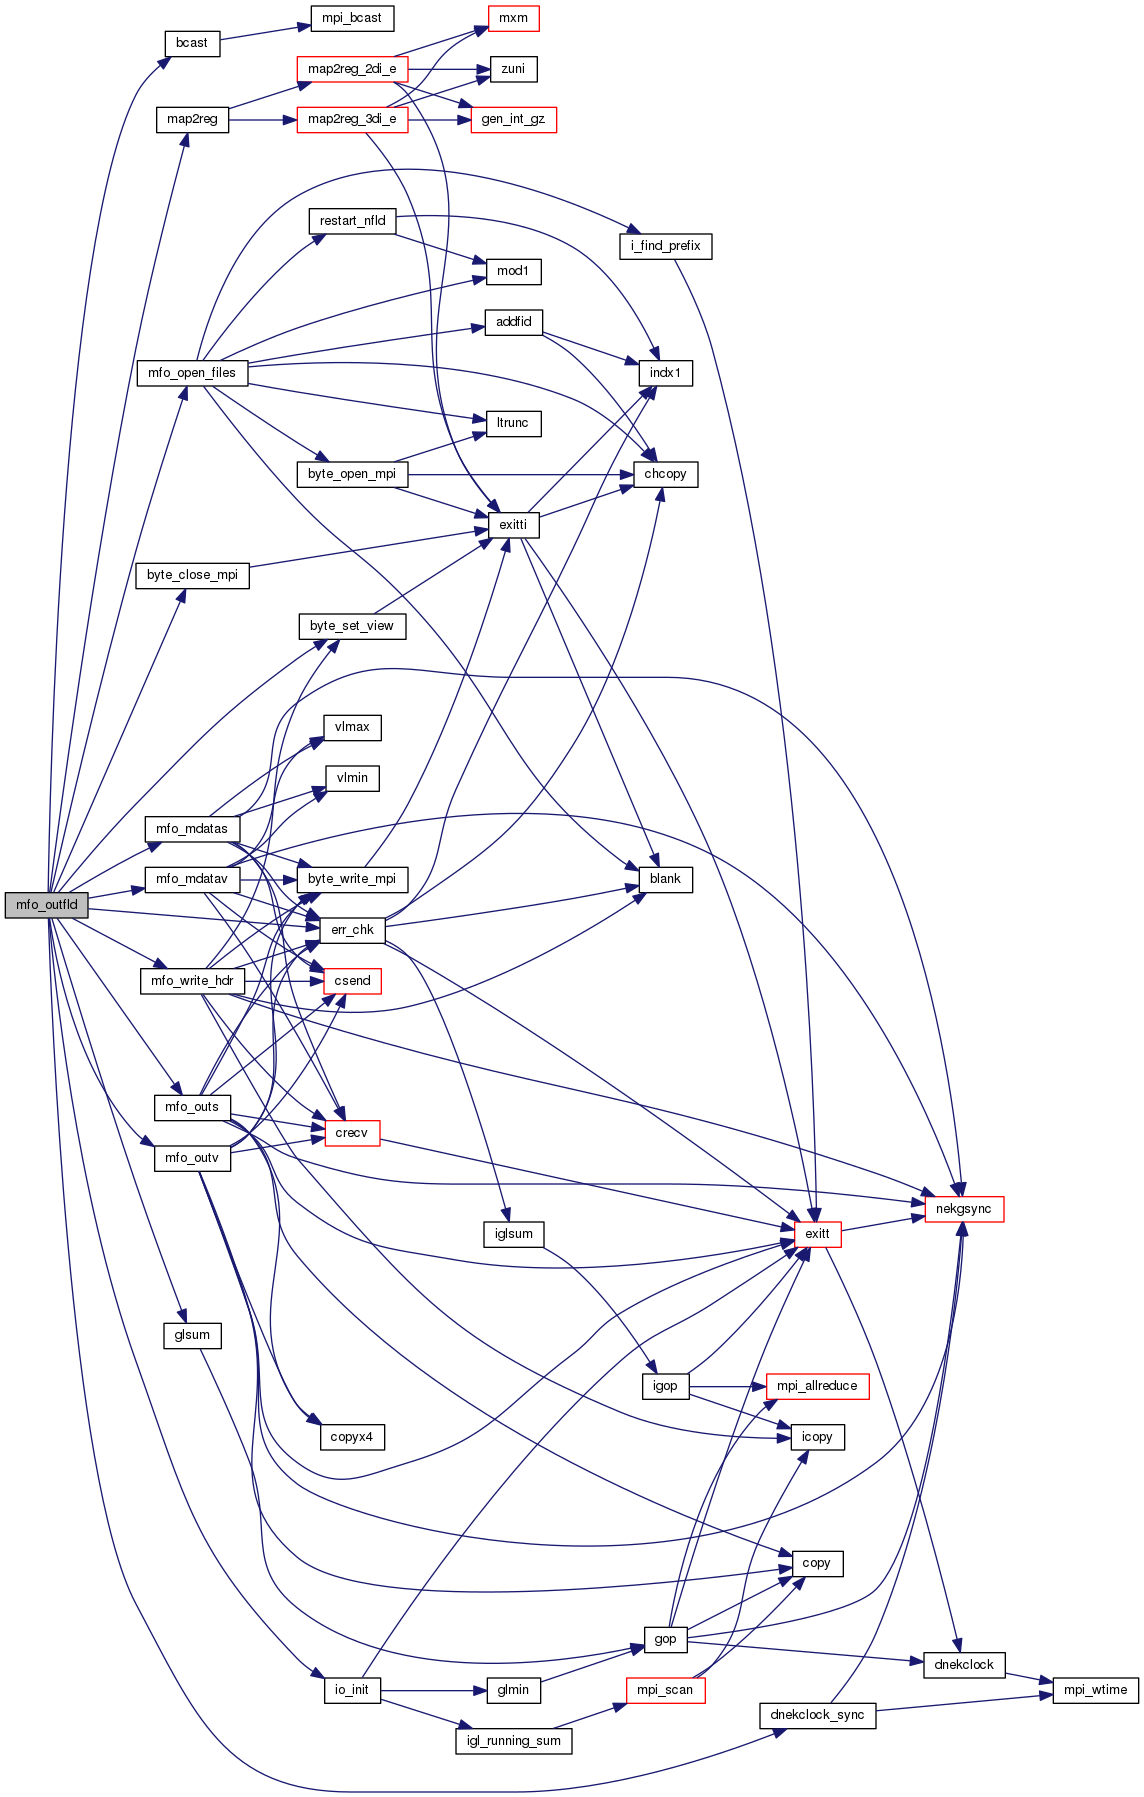 mpi_bcast
mxm
bcast
map2reg_2di_e
zuni
map2reg
map2reg_3di_e
gen_int_gz
restart_nfld
i_find_prefix
mod1
addfid
mfo_open_files
indx1
ltrunc
byte_open_mpi
chcopy
exitti
byte_close_mpi
byte_set_view
vlmax
vlmin
mfo_mdatas
mfo_mdatav
byte_write_mpi
blank
mfo_outfld
err_chk
mfo_write_hdr
csend
mfo_outs
crecv
mfo_outv
nekgsync
iglsum
exitt
glsum
igop
mpi_allreduce
copyx4
icopy
copy
gop
dnekclock
io_init
glmin
mpi_scan
mpi_wtime
dnekclock_sync
igl_running_sum